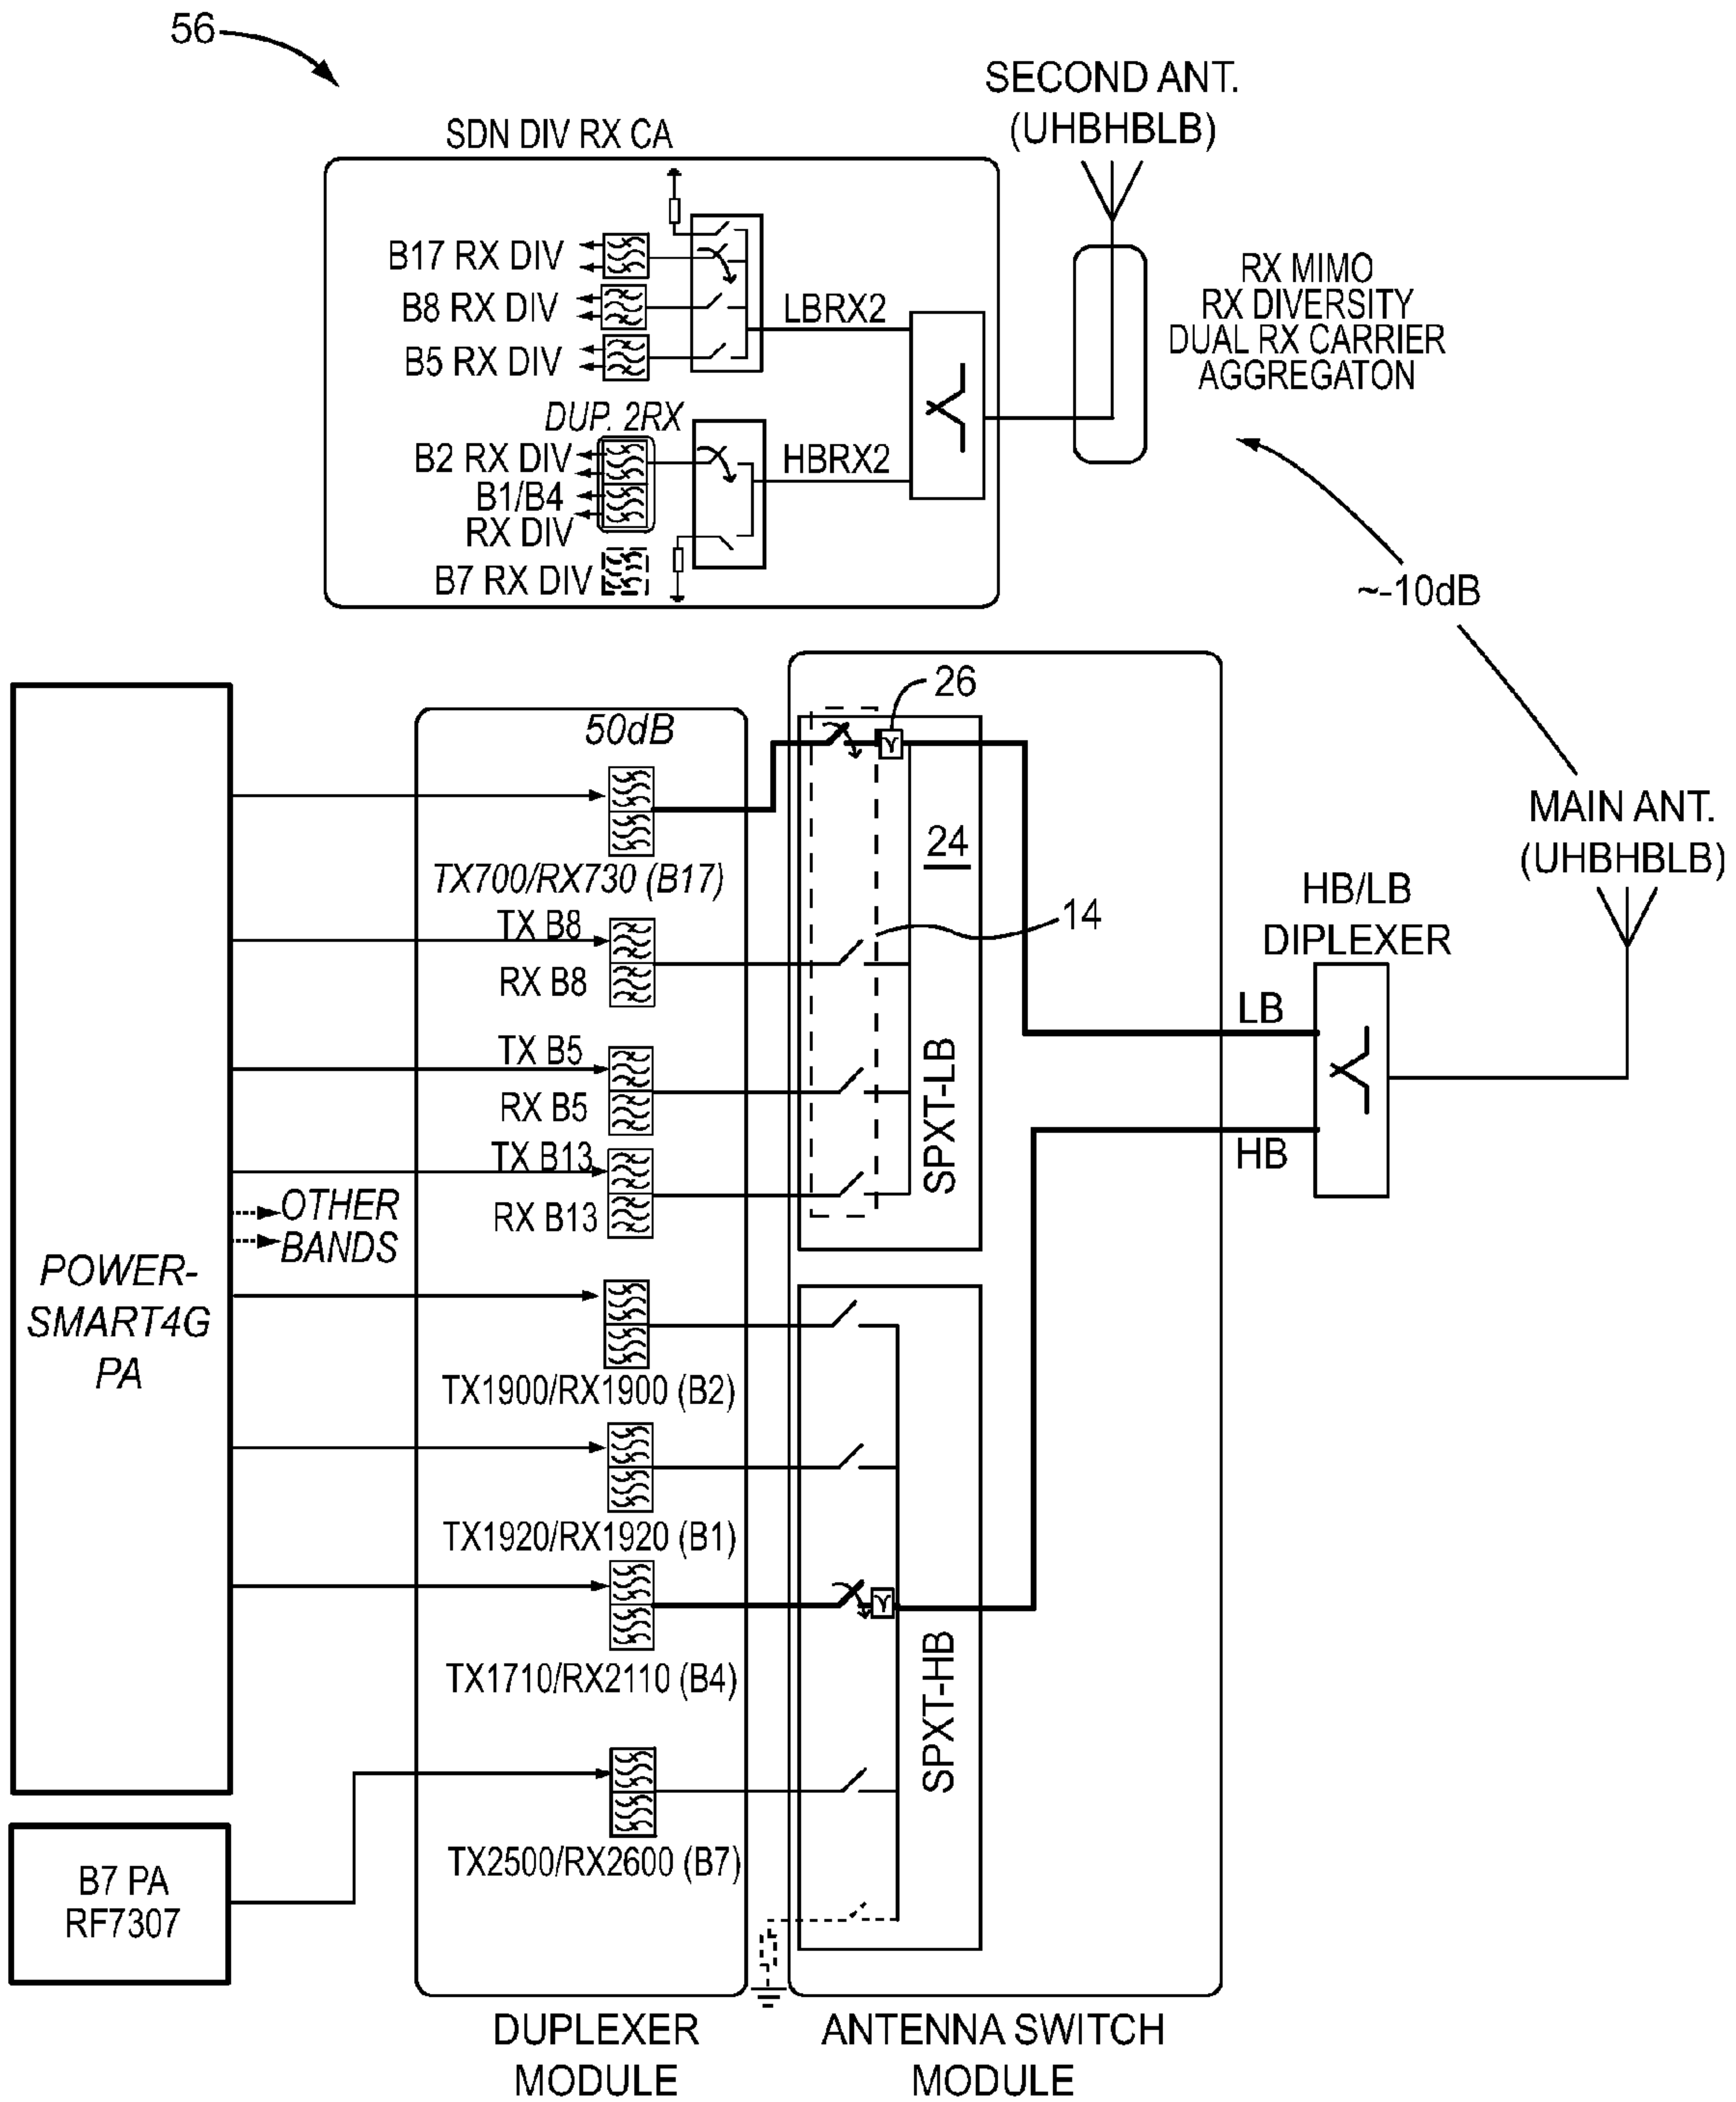 56
SECOND ANT.
(UHBHBLB)
SDN DIV RX CA
B17 RX DIV
B8 RX DIV
B5 RX DIV
LBRX2
RX MIMO
RX DIVERSITY
DUAL RX CARRIER
AGGREGATON
DUP. 2RX
B2 RX DIV
B1/B4
RX DIV
B7 RX DIV
HBRX2
~-10dB
MAIN ANT.
(UHBHBLB)
HB/LB
DIPLEXER
LB
HB
26
24
14
SPXT-LB
SPXT-HB
50dB
TX700/RX730 (B17)
TX B8
RX B8
TX B5
RX B5
TX B13
RX B13
OTHER
BANDS
POWER-
SMART4G
PA
TX1900/RX1900 (B2)
TX1920/RX1920 (B1)
TX1710/RX2110 (B4)
TX2500/RX2600 (B7)
B7 PA
RF7307
DUPLEXER
MODULE
ANTENNA SWITCH
MODULE